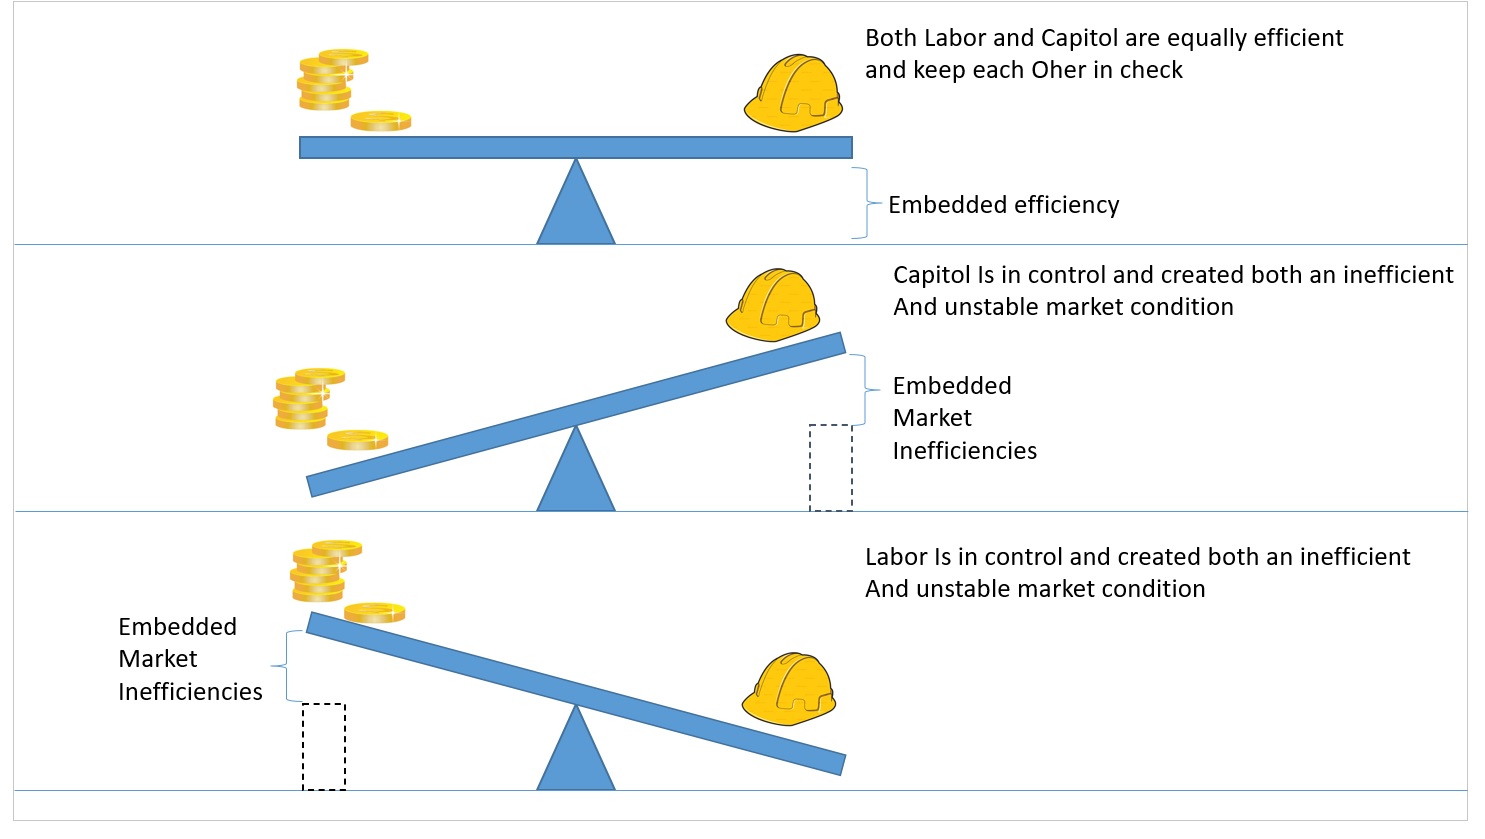 Both Labor and Capitol are equally efficient
and keep each Oher in check
Embedded efficiency
Capitol Is in control and created both an inefficient
And unstable market condition
Embedded
Market
Inefficiencies
Labor Is in control and created both an inefficient
And unstable market condition
Embedded
Market
Inefficiencies